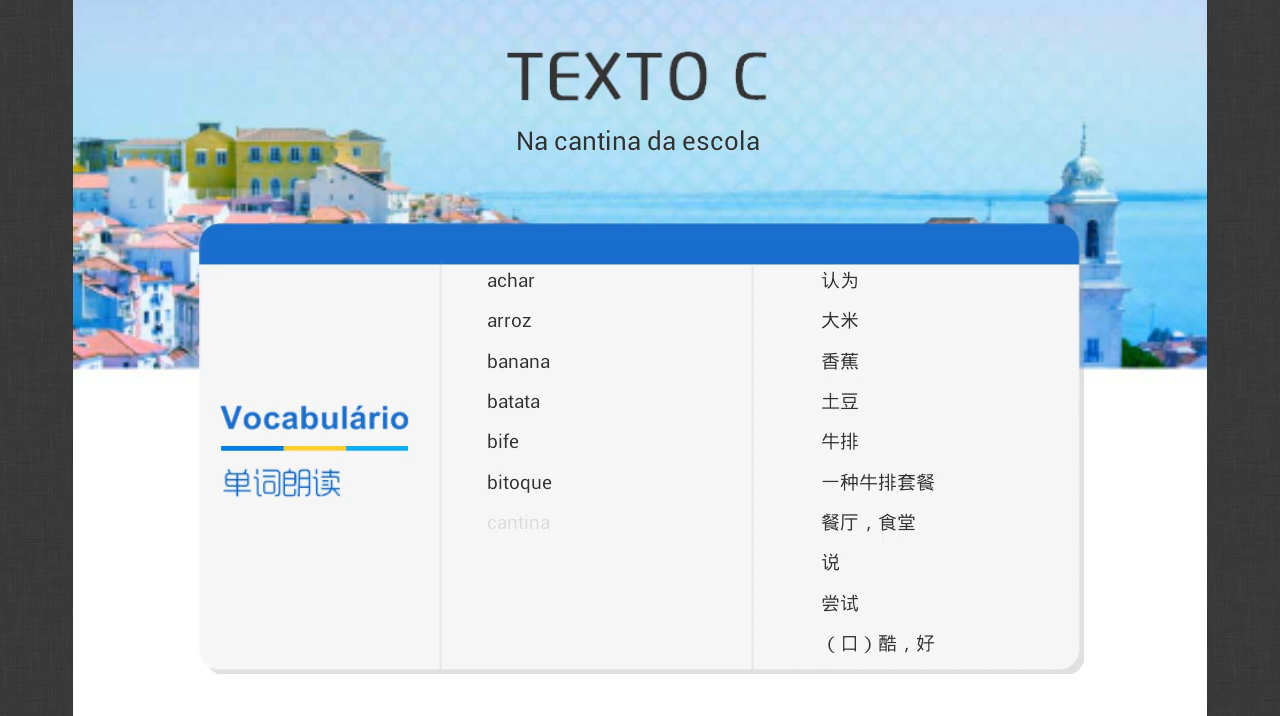 TEXTO C
Na cantina da escola
Vocabulário
单词朗读
achar 认为
arroz 大米
banana 香蕉
batata 土豆
bife 牛排
bitoque 一种牛排套餐
cantina 餐厅，食堂
说
尝试
（口）酷，好